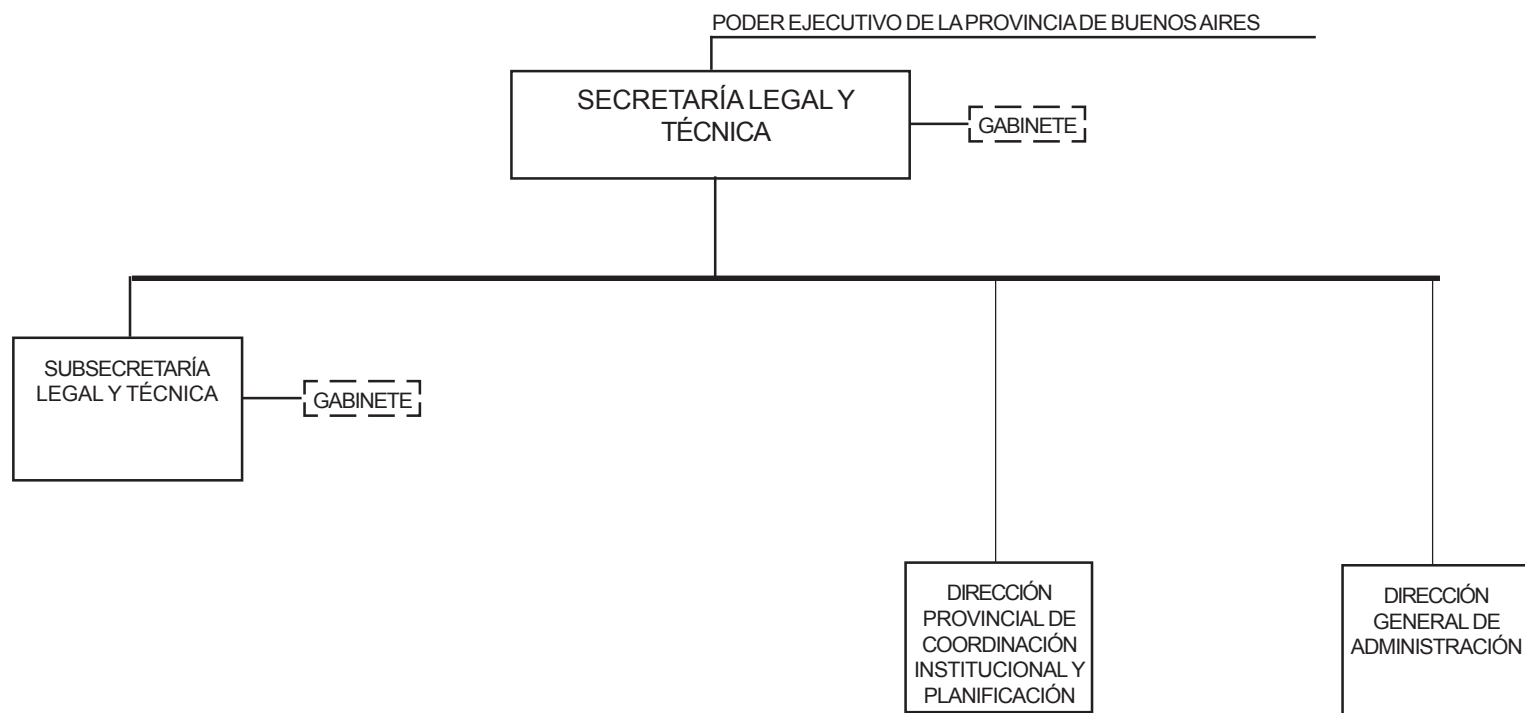 PODER EJECUTIVO DE LA PROVINCIA DE BUENOS AIRES
SECRETARÍA LEGAL Y
TÉCNICA
GABINETE
SUBSECRETARÍA
LEGAL Y TÉCNICA
GABINETE
DIRECCIÓN
PROVINCIAL DE
COORDINACIÓN
INSTITUCIONAL Y
PLANIFICACIÓN
DIRECCIÓN
GENERAL DE
ADMINISTRACIÓN